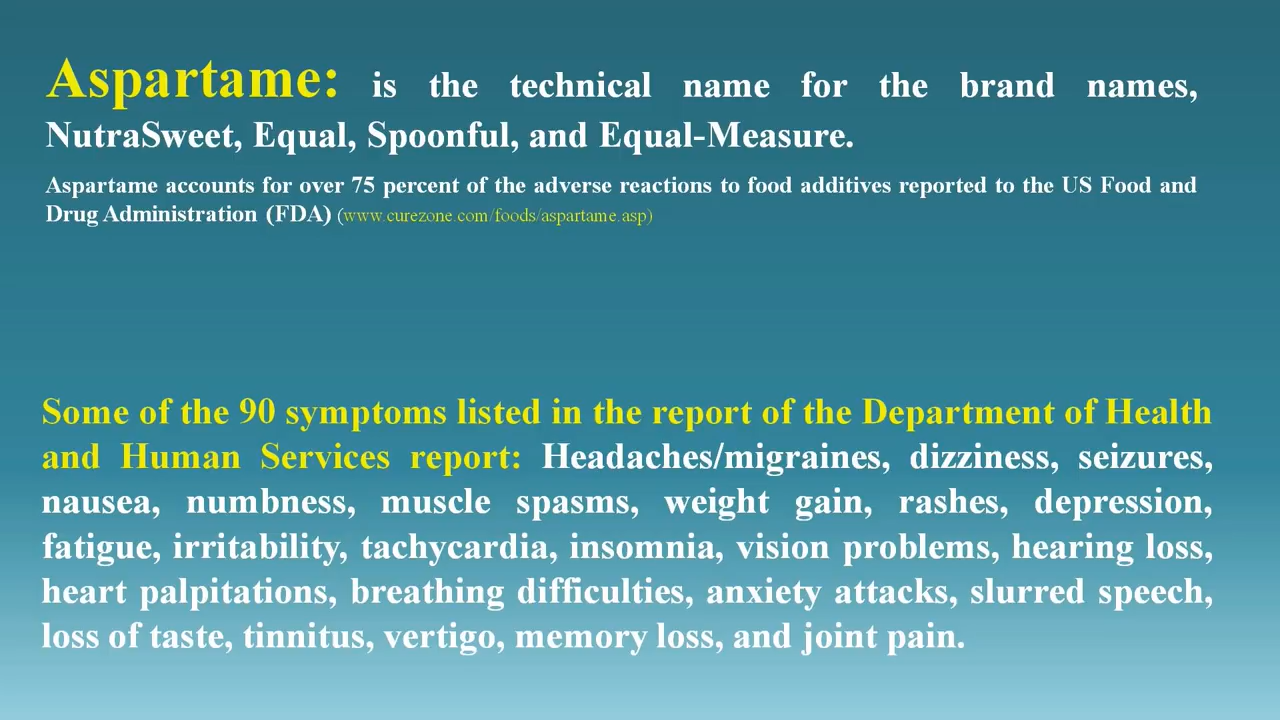 Aspartame: is the technical name for the brand names,
NutraSweet, Equal, Spoonful, and Equal-Measure.
Aspartame accounts for over 75 percent of the adverse reactions to food additives reported to the US Food and
Drug Administration (FDA) (www.curezone.com/foods/aspartame.asp)
Some of the 90 symptoms listed in the report of the Department of Health
and Human Services report: Headaches/migraines, dizziness, seizures,
nausea, numbness, muscle spasms, weight gain, rashes, depression,
fatigue, irritability, tachycardia, insomnia, vision problems, hearing loss,
heart palpitations, breathing difficulties, anxiety attacks, slurred speech,
loss of taste, tinnitus, vertigo, memory loss, and joint pain.